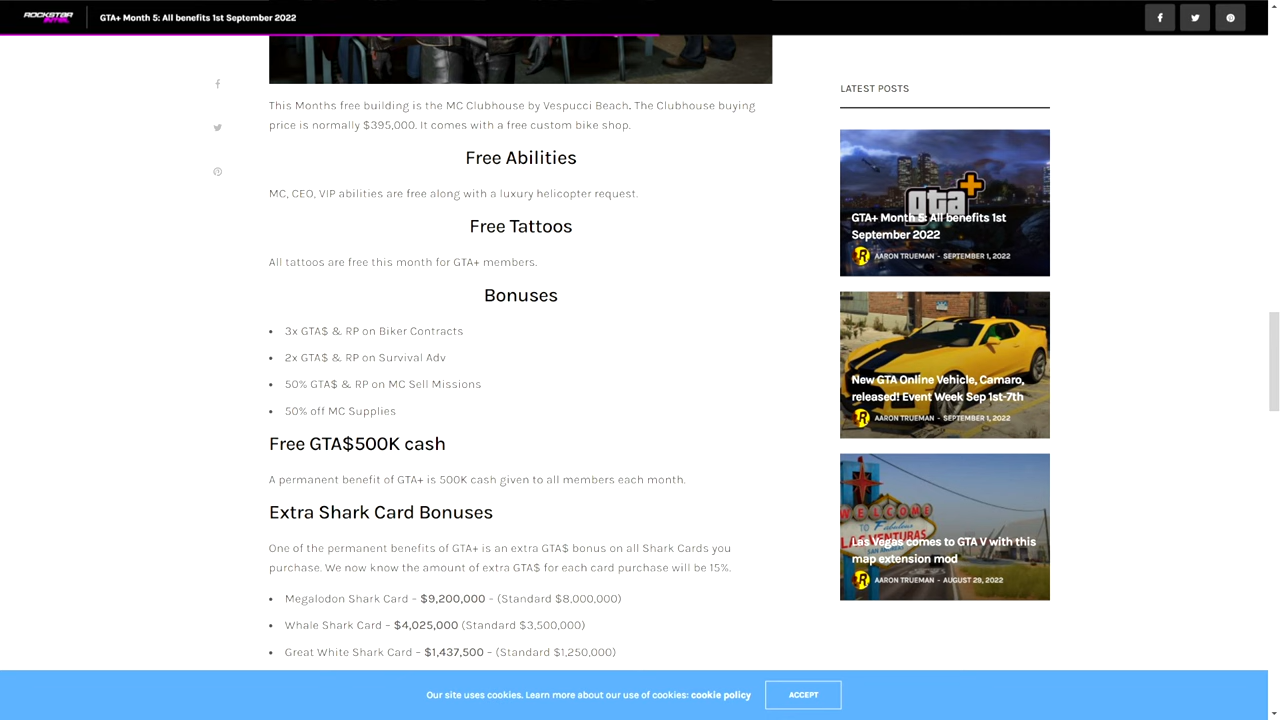 ROCKSTAR
INTEL
GTA+ Month 5: All benefits 1st September 2022
This Months free building is the MC Clubhouse by Vespucci Beach. The Clubhouse buying
price is normally $395,000. It comes with a free custom bike shop.
Free Abilities
MC, CEO, VIP abilities are free along with a luxury helicopter request.
Free Tattoos
All tattoos are free this month for GTA+ members.
Bonuses
3x GTA$ & RP on Biker Contracts
2x GTA$ & RP on Survival Adv
50% GTA$ & RP on MC Sell Missions
50% off MC Supplies
Free GTA$500K cash
A permanent benefit of GTA+ is 500K cash given to all members each month.
Extra Shark Card Bonuses
One of the permanent benefits of GTA+ is an extra GTA$ bonus on all Shark Cards you
purchase. We now know the amount of extra GTA$ for each card purchase will be 15%.
Megalodon Shark Card – $9,200,000 – (Standard $8,000,000)
Whale Shark Card – $4,025,000 (Standard $3,500,000)
Great White Shark Card – $1,437,500 – (Standard $1,250,000)
LATEST POSTS
gta+
GTA+ Month 5: All benefits 1st
September 2022
AARON TRUEMAN - SEPTEMBER 1, 2022
New GTA Online Vehicle, Camaro,
released! Event Week Sep 1st-7th
AARON TRUEMAN - SEPTEMBER 1, 2022
WELCOME
TO Fabulous
LAS VENTURAS
SAN ANDREAS
Las Vegas comes to GTA V with this
map extension mod
AARON TRUEMAN - AUGUST 29, 2022
Our site uses cookies. Learn more about our use of cookies: cookie policy
ACCEPT